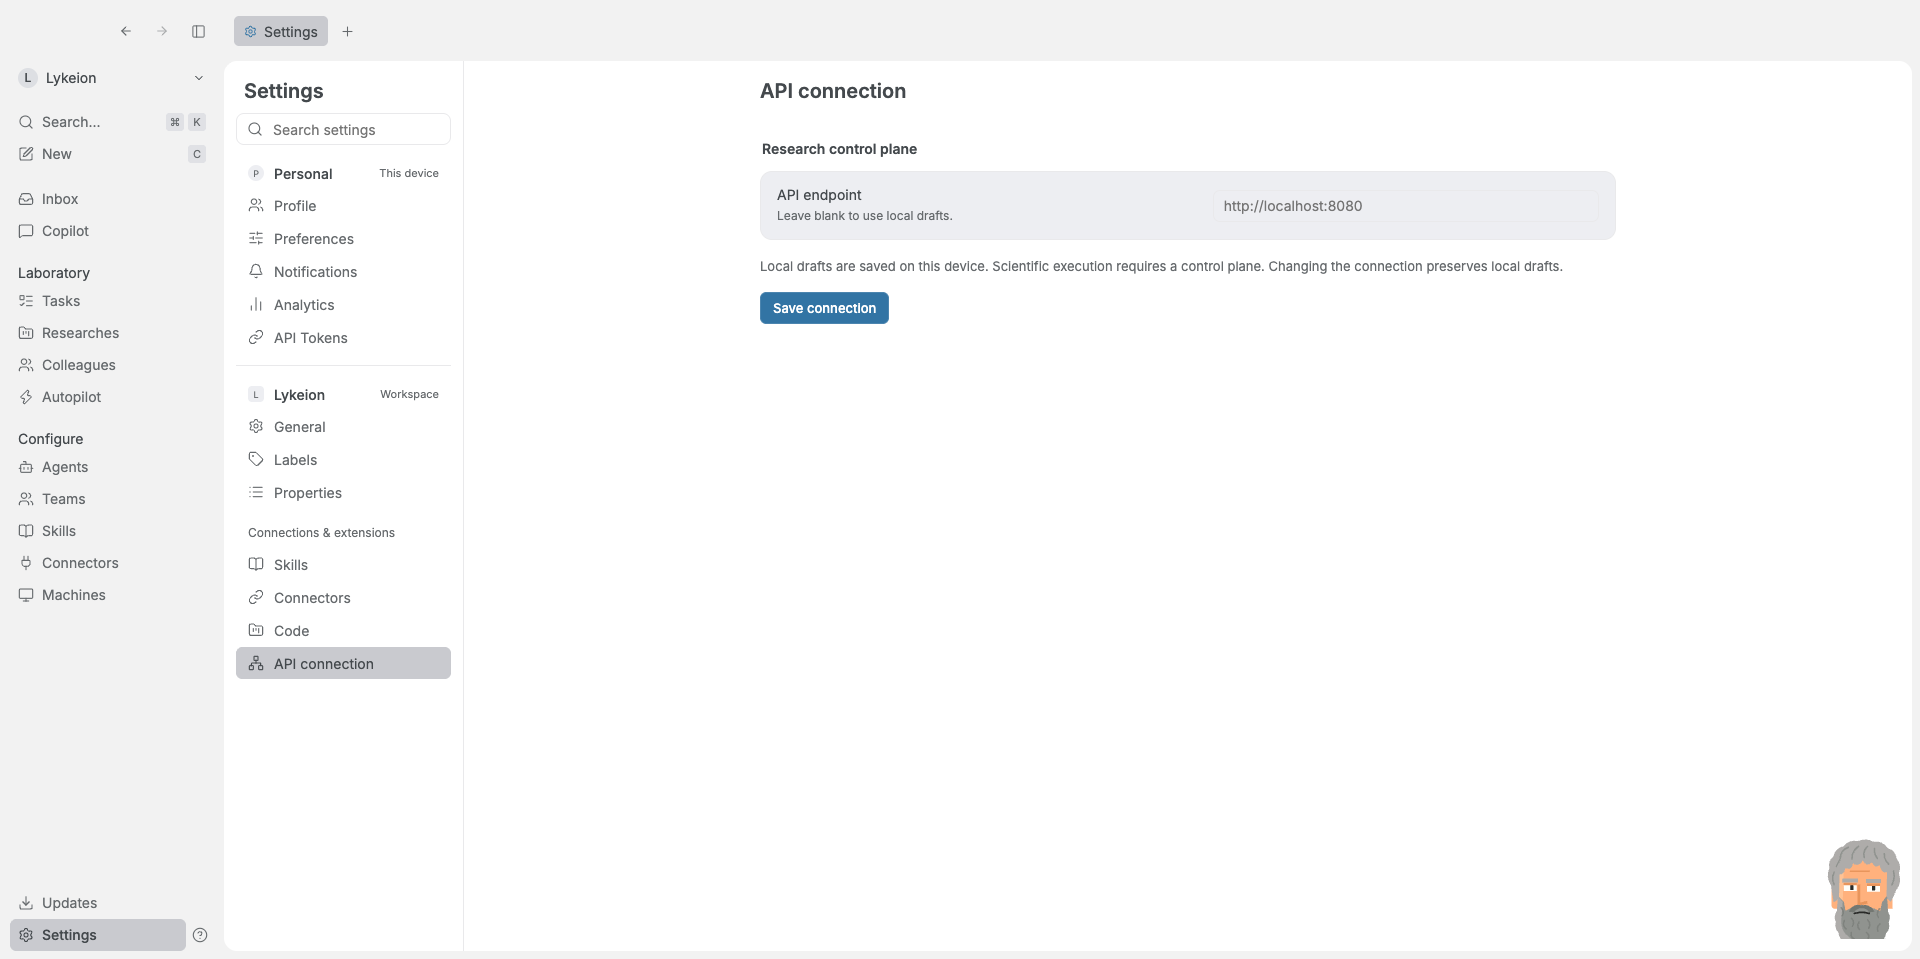 Settings
L Lykeion
Search... ⌘ K
New C
Inbox
Copilot
Laboratory
Tasks
Researches
Colleagues
Autopilot
Configure
Agents
Teams
Skills
Connectors
Machines
Updates
Settings
Settings
Search settings
P Personal This device
Profile
Preferences
Notifications
Analytics
API Tokens
L Lykeion Workspace
General
Labels
Properties
Connections & extensions
Skills
Connectors
Code
API connection
API connection
Research control plane
API endpoint
Leave blank to use local drafts.
http://localhost:8080
Local drafts are saved on this device. Scientific execution requires a control plane. Changing the connection preserves local drafts.
Save connection